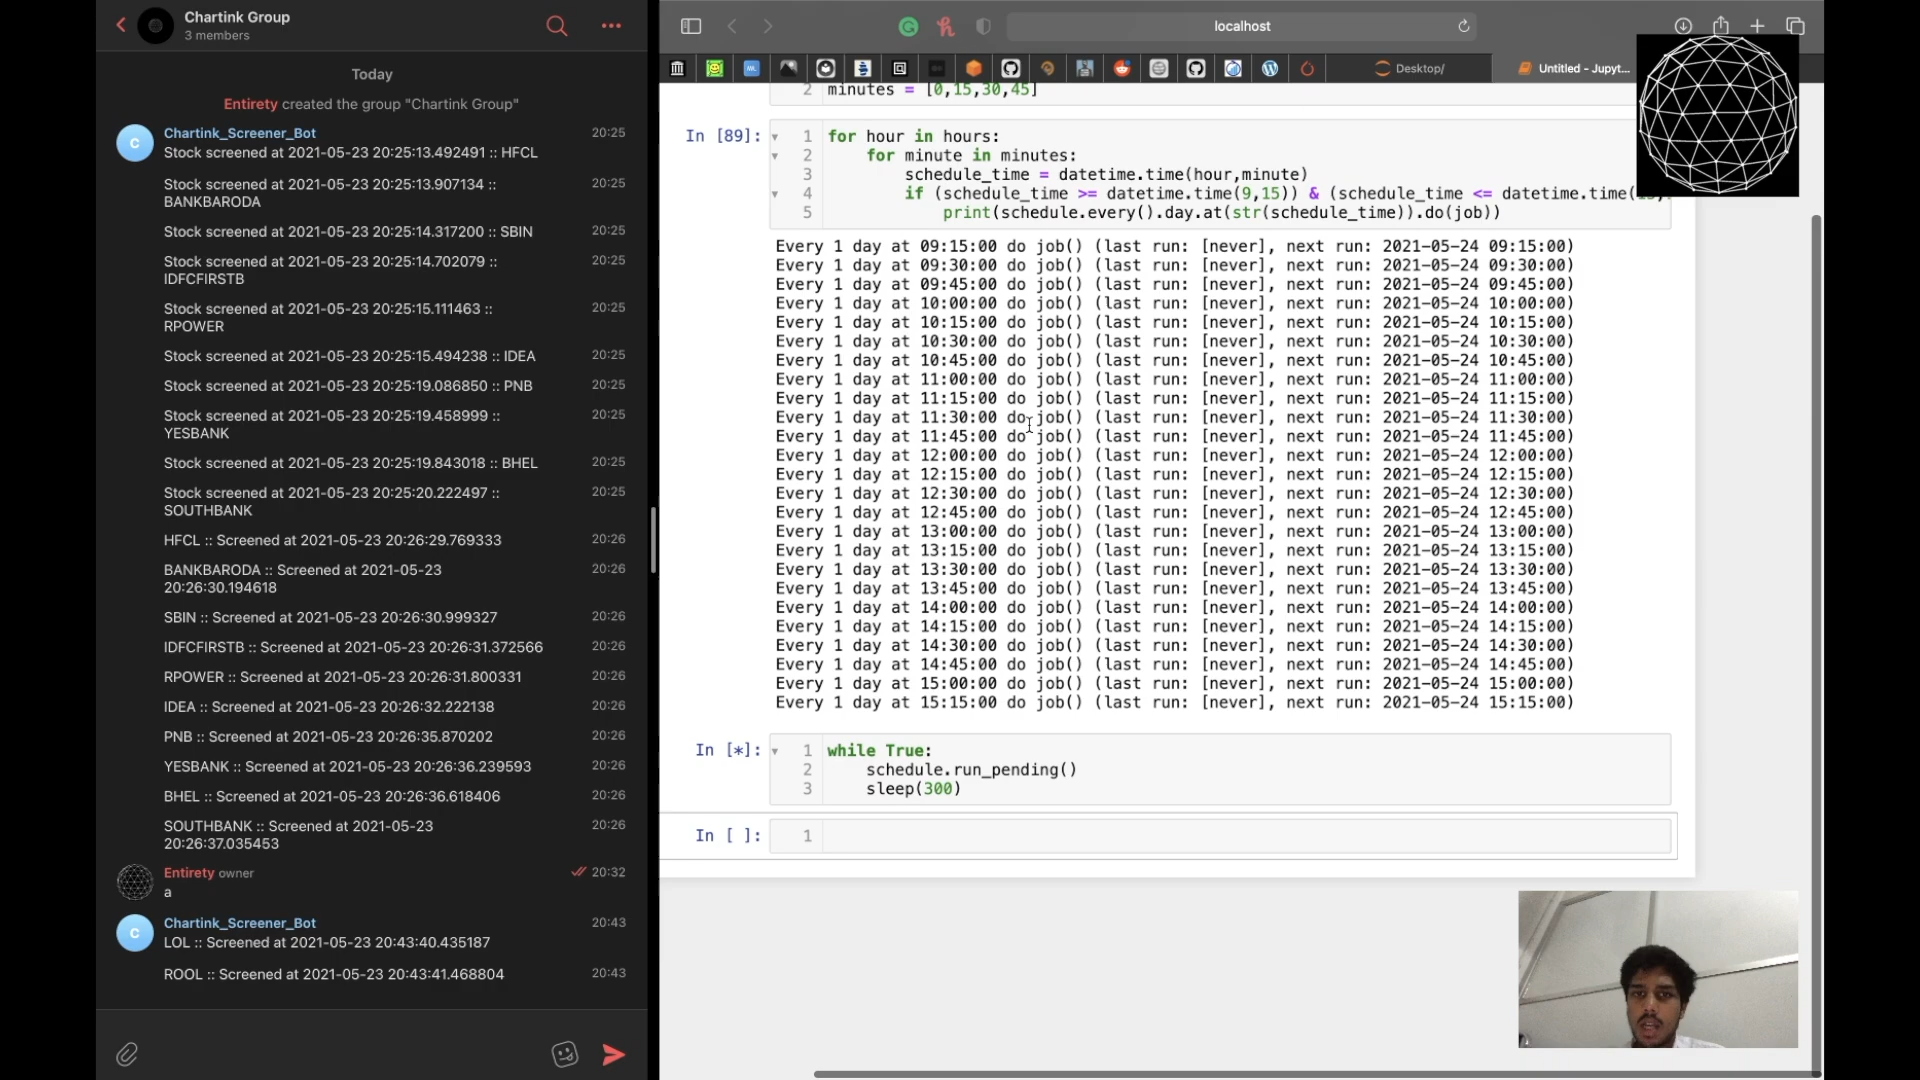 Chartink Group
3 members
Today
Entirety created the group "Chartink Group"
Chartink_Screener_Bot
20:25
Stock screened at 2021-05-23 20:25:13.492491 :: HFCL
Stock screened at 2021-05-23 20:25:13.907134 ::
20:25
BANKBARODA
Stock screened at 2021-05-23 20:25:14.317200 :: SBIN
20:25
Stock screened at 2021-05-23 20:25:14.702079 ::
20:25
IDFCFIRSTB
Stock screened at 2021-05-23 20:25:15.111463 ::
20:25
RPOWER
Stock screened at 2021-05-23 20:25:15.494238 :: IDEA
20:25
Stock screened at 2021-05-23 20:25:19.086850 :: PNB
20:25
Stock screened at 2021-05-23 20:25:19.458999 ::
20:25
YESBANK
Stock screened at 2021-05-23 20:25:19.843018 :: BHEL
20:25
Stock screened at 2021-05-23 20:25:20.222497 ::
20:25
SOUTHBANK
HFCL :: Screened at 2021-05-23 20:26:29.769333
20:26
BANKBARODA :: Screened at 2021-05-23
20:26
20:26:30.194618
SBIN :: Screened at 2021-05-23 20:26:30.999327
20:26
IDFCFIRSTB :: Screened at 2021-05-23 20:26:31.372566
20:26
RPOWER :: Screened at 2021-05-23 20:26:31.800331
20:26
IDEA :: Screened at 2021-05-23 20:26:32.222138
20:26
PNB :: Screened at 2021-05-23 20:26:35.870202
20:26
YESBANK :: Screened at 2021-05-23 20:26:36.239593
20:26
BHEL :: Screened at 2021-05-23 20:26:36.618406
20:26
SOUTHBANK :: Screened at 2021-05-23
20:26
20:26:37.035453
Entirety owner
20:32
a
C
Chartink_Screener_Bot
20:43
LOL :: Screened at 2021-05-23 20:43:40.435187
ROOL :: Screened at 2021-05-23 20:43:41.468804
20:43
C
localhost
Desktop/
Untitled - Jupyt...
2 minutes = [0,15,30,45]
In [89]:
1 for hour in hours:
2 for minute in minutes:
3 schedule_time = datetime.time(hour,minute)
4 if (schedule_time >= datetime.time(9,15)) & (schedule_time <= datetime.time(
5 print(schedule.every().day.at(str(schedule_time)).do(job))
Every 1 day at 09:15:00 do job() (last run: [never], next run: 2021-05-24 09:15:00)
Every 1 day at 09:30:00 do job() (last run: [never], next run: 2021-05-24 09:30:00)
Every 1 day at 09:45:00 do job() (last run: [never], next run: 2021-05-24 09:45:00)
Every 1 day at 10:00:00 do job() (last run: [never], next run: 2021-05-24 10:00:00)
Every 1 day at 10:15:00 do job() (last run: [never], next run: 2021-05-24 10:15:00)
Every 1 day at 10:30:00 do job() (last run: [never], next run: 2021-05-24 10:30:00)
Every 1 day at 10:45:00 do job() (last run: [never], next run: 2021-05-24 10:45:00)
Every 1 day at 11:00:00 do job() (last run: [never], next run: 2021-05-24 11:00:00)
Every 1 day at 11:15:00 do job() (last run: [never], next run: 2021-05-24 11:15:00)
Every 1 day at 11:30:00 do job() (last run: [never], next run: 2021-05-24 11:30:00)
Every 1 day at 11:45:00 do job() (last run: [never], next run: 2021-05-24 11:45:00)
Every 1 day at 12:00:00 do job() (last run: [never], next run: 2021-05-24 12:00:00)
Every 1 day at 12:15:00 do job() (last run: [never], next run: 2021-05-24 12:15:00)
Every 1 day at 12:30:00 do job() (last run: [never], next run: 2021-05-24 12:30:00)
Every 1 day at 12:45:00 do job() (last run: [never], next run: 2021-05-24 12:45:00)
Every 1 day at 13:00:00 do job() (last run: [never], next run: 2021-05-24 13:00:00)
Every 1 day at 13:15:00 do job() (last run: [never], next run: 2021-05-24 13:15:00)
Every 1 day at 13:30:00 do job() (last run: [never], next run: 2021-05-24 13:30:00)
Every 1 day at 13:45:00 do job() (last run: [never], next run: 2021-05-24 13:45:00)
Every 1 day at 14:00:00 do job() (last run: [never], next run: 2021-05-24 14:00:00)
Every 1 day at 14:15:00 do job() (last run: [never], next run: 2021-05-24 14:15:00)
Every 1 day at 14:30:00 do job() (last run: [never], next run: 2021-05-24 14:30:00)
Every 1 day at 14:45:00 do job() (last run: [never], next run: 2021-05-24 14:45:00)
Every 1 day at 15:00:00 do job() (last run: [never], next run: 2021-05-24 15:00:00)
Every 1 day at 15:15:00 do job() (last run: [never], next run: 2021-05-24 15:15:00)
In [*]:
1 while True:
2 schedule.run_pending()
3 sleep(300)
In [ ]:
1